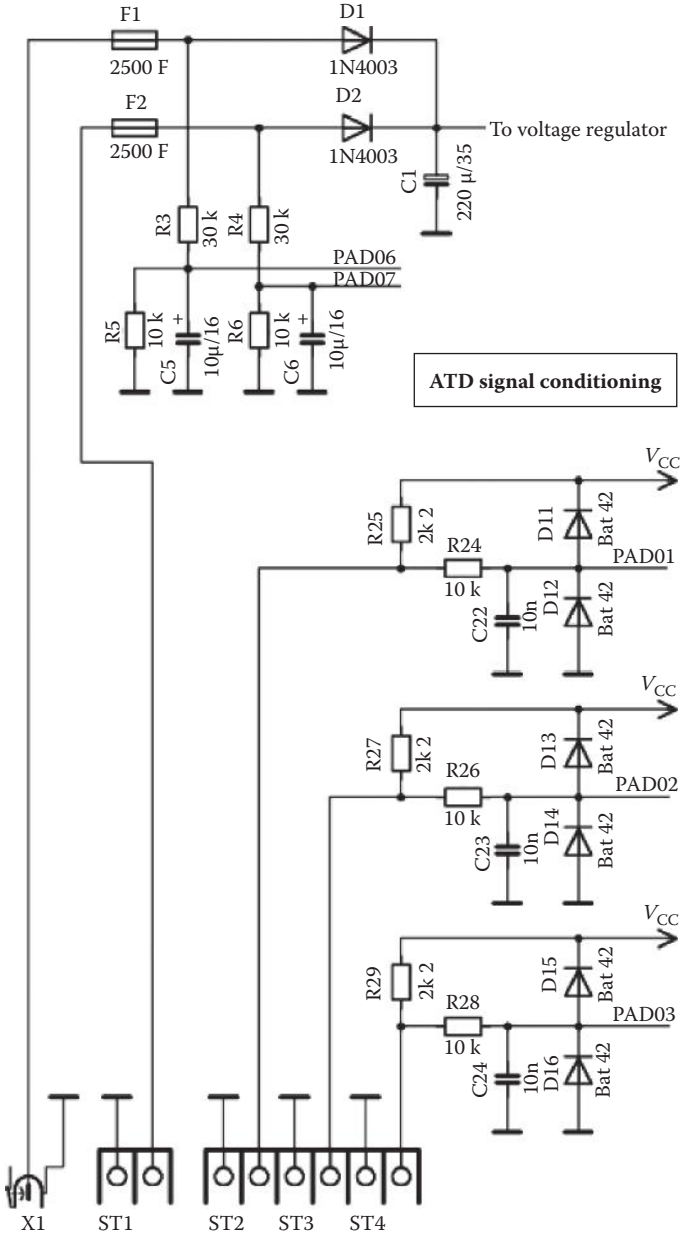 F1
D1
2500 F
1N4003
F2
D2
2500 F
1N4003
To voltage regulator
C1
220 µ/35
R3
30 k
R4
30 k
PAD06
PAD07
R5
10 k
+
C5
10µ/16
R6
10 k
+
C6
10µ/16
ATD signal conditioning
VCC
R25
2k 2
D11
Bat 42
R24
PAD01
10 k
C22
10n
D12
Bat 42
VCC
R27
2k 2
D13
Bat 42
R26
PAD02
10 k
C23
10n
D14
Bat 42
VCC
R29
2k 2
D15
Bat 42
R28
PAD03
10 k
C24
10n
D16
Bat 42
X1
ST1
ST2
ST3
ST4